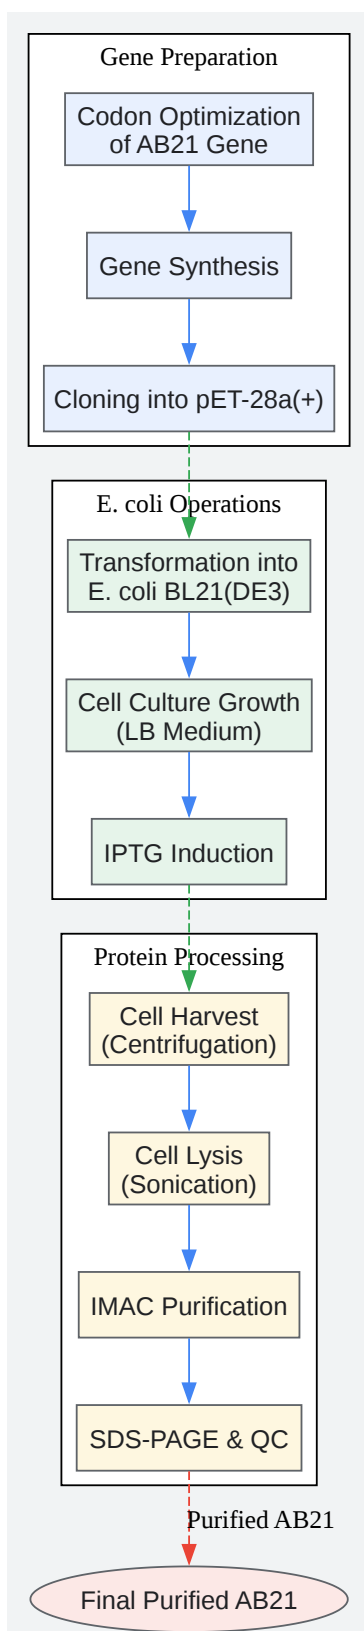 Gene Preparation
Codon Optimization
of AB21 Gene
Gene Synthesis
Cloning into pET-28a(+)
E. coli Operations
Transformation into
E. coli BL21(DE3)
Cell Culture Growth
(LB Medium)
IPTG Induction
Protein Processing
Cell Harvest
(Centrifugation)
Cell Lysis
(Sonication)
IMAC Purification
SDS-PAGE & QC
Purified AB21
Final Purified AB21